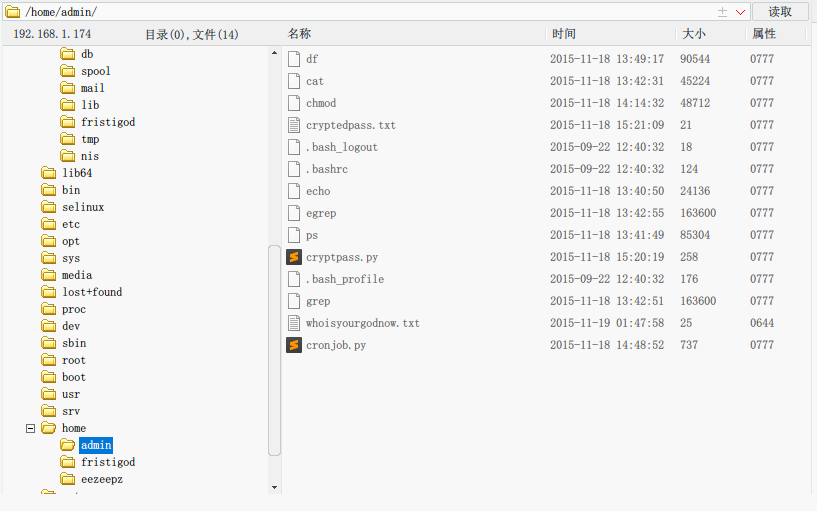 /home/admin/ 读取
192.168.1.174 目录(0),文件(14)
db
spool
mail
lib
fristigod
tmp
nis
lib64
bin
selinux
etc
opt
sys
media
lost+found
proc
dev
sbin
root
boot
usr
srv
home
admin
fristigod
eezeepz
名称 时间 大小 属性
df 2015-11-18 13:49:17 90544 0777
cat 2015-11-18 13:42:31 45224 0777
chmod 2015-11-18 14:14:32 48712 0777
cryptedpass.txt 2015-11-18 15:21:09 21 0777
.bash_logout 2015-09-22 12:40:32 18 0777
.bashrc 2015-09-22 12:40:32 124 0777
echo 2015-11-18 13:40:50 24136 0777
egrep 2015-11-18 13:42:55 163600 0777
ps 2015-11-18 13:41:49 85304 0777
cryptpass.py 2015-11-18 15:20:19 258 0777
.bash_profile 2015-09-22 12:40:32 176 0777
grep 2015-11-18 13:42:51 163600 0777
whoisyourgodnow.txt 2015-11-19 01:47:58 25 0644
cronjob.py 2015-11-18 14:48:52 737 0777